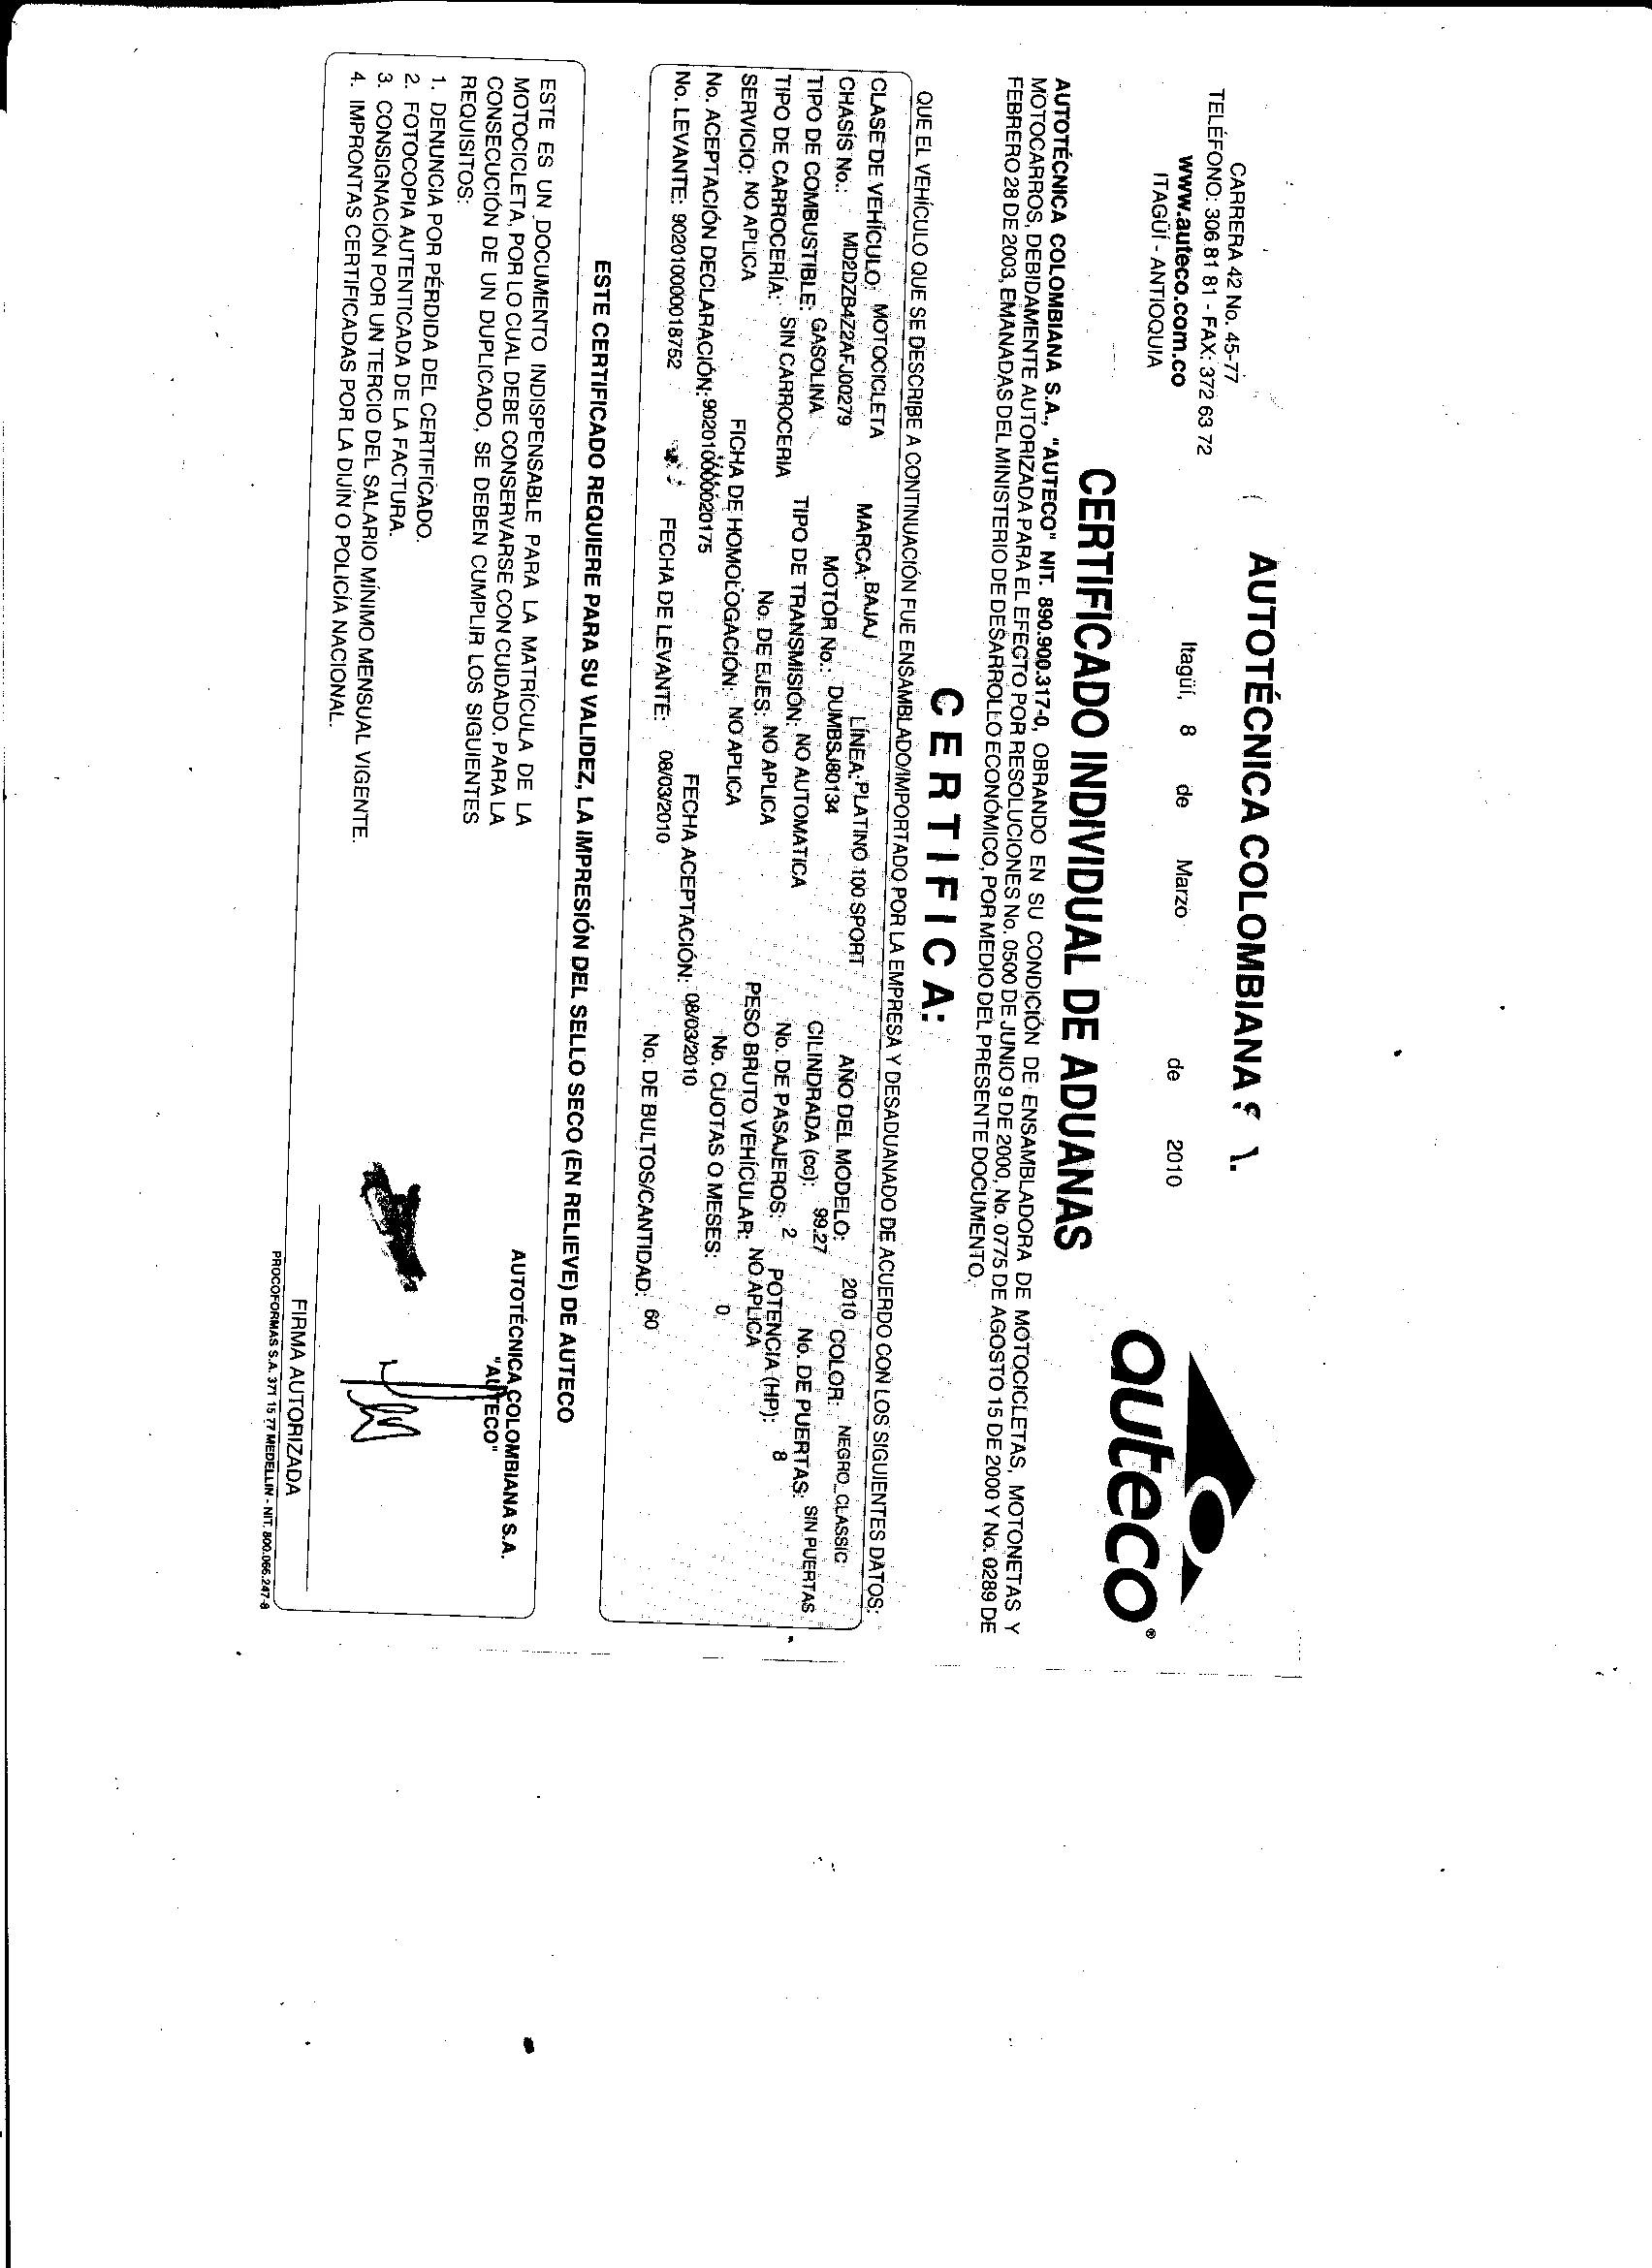 AUTOTÉCNICA COLOMBIANA
CARRERA 42 No. 45-77
TELÉFONO: 306 81 81 - FAX: 372 63 72
www.auteco.com.co
ITAGÜÍ - ANTIOQUIA
Itagüí, 8 de Marzo de 2010
auteco®
CERTIFICADO INDIVIDUAL DE ADUANAS
AUTOTÉCNICA COLOMBIANA S.A., "AUTECO" NIT. 890.900.317-0, OBRANDO EN SU CONDICIÓN DE ENSAMBLADORA DE MOTOCICLETAS, MOTONETAS Y
MOTOCARROS, DEBIDAMENTE AUTORIZADA PARA EL EFECTO POR RESOLUCIONES No. 0500 DE JUNIO 9 DE 2000, No. 0775 DE AGOSTO 15 DE 2000 Y No. 0289 DE
FEBRERO 28 DE 2003, EMANADAS DEL MINISTERIO DE DESARROLLO ECONÓMICO, POR MEDIO DEL PRESENTE DOCUMENTO,
CERTIFICA:
QUE EL VEHÍCULO QUE SE DESCRIBE A CONTINUACIÓN FUE ENSAMBLADO/IMPORTADO POR LA EMPRESA Y DESADUANADO DE ACUERDO CON LOS SIGUIENTES DATOS:
CLASE DE VEHÍCULO: MOTOCICLETA MARCA: BAJAJ LÍNEA: PLATINO 100 SPORT AÑO DEL MODELO: 2010 COLOR: NEGRO_CLASSIC
CHASÍS No.: MD2DZB4Z2AFJ00279 MOTOR No.: DUMBSJ80134 CILINDRADA (cc): 99.27 No. DE PUERTAS: SIN PUERTAS
TIPO DE COMBUSTIBLE: GASOLINA TIPO DE TRANSMISIÓN: NO AUTOMATICA No. DE PASAJEROS: 2 POTENCIA (HP): 8
TIPO DE CARROCERÍA: SIN CARROCERIA No. DE EJES: NO APLICA PESO BRUTO VEHÍCULAR: NO APLICA
SERVICIO: NO APLICA FICHA DE HOMOLOGACIÓN: NO APLICA No. CUOTAS O MESES: 0
No. ACEPTACIÓN DECLARACIÓN: 902010000020175 FECHA ACEPTACIÓN: 08/03/2010
No. LEVANTE: 902010000018752 FECHA DE LEVANTE: 08/03/2010 No. DE BULTOS/CANTIDAD: 60
ESTE CERTIFICADO REQUIERE PARA SU VALIDEZ, LA IMPRESIÓN DEL SELLO SECO (EN RELIEVE) DE AUTECO
ESTE ES UN DOCUMENTO INDISPENSABLE PARA LA MATRÍCULA DE LA
MOTOCICLETA, POR LO CUAL DEBE CONSERVARSE CON CUIDADO, PARA LA
CONSECUCIÓN DE UN DUPLICADO, SE DEBEN CUMPLIR LOS SIGUIENTES
REQUISITOS:
1. DENUNCIA POR PÉRDIDA DEL CERTIFICADO.
2. FOTOCOPIA AUTENTICADA DE LA FACTURA.
3. CONSIGNACIÓN POR UN TERCIO DEL SALARIO MÍNIMO MENSUAL VIGENTE.
4. IMPRONTAS CERTIFICADAS POR LA DIJÍN O POLICÍA NACIONAL.
AUTOTÉCNICA COLOMBIANA S.A.
"AUTECO"
FIRMA AUTORIZADA
PROCOFORMAS S.A. 371 15 77 MEDELLIN - NIT. 800.066.247-8